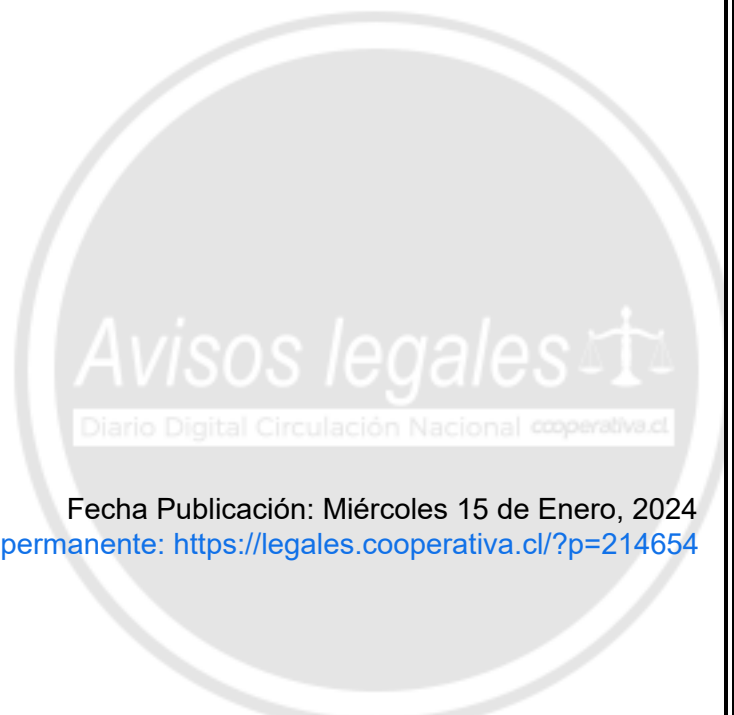 Avisos legales
Diario Digital Circulación Nacional cooperativa.cl
Fecha Publicación: Miércoles 15 de Enero, 2024
permanente: https://legales.cooperativa.cl/?p=214654